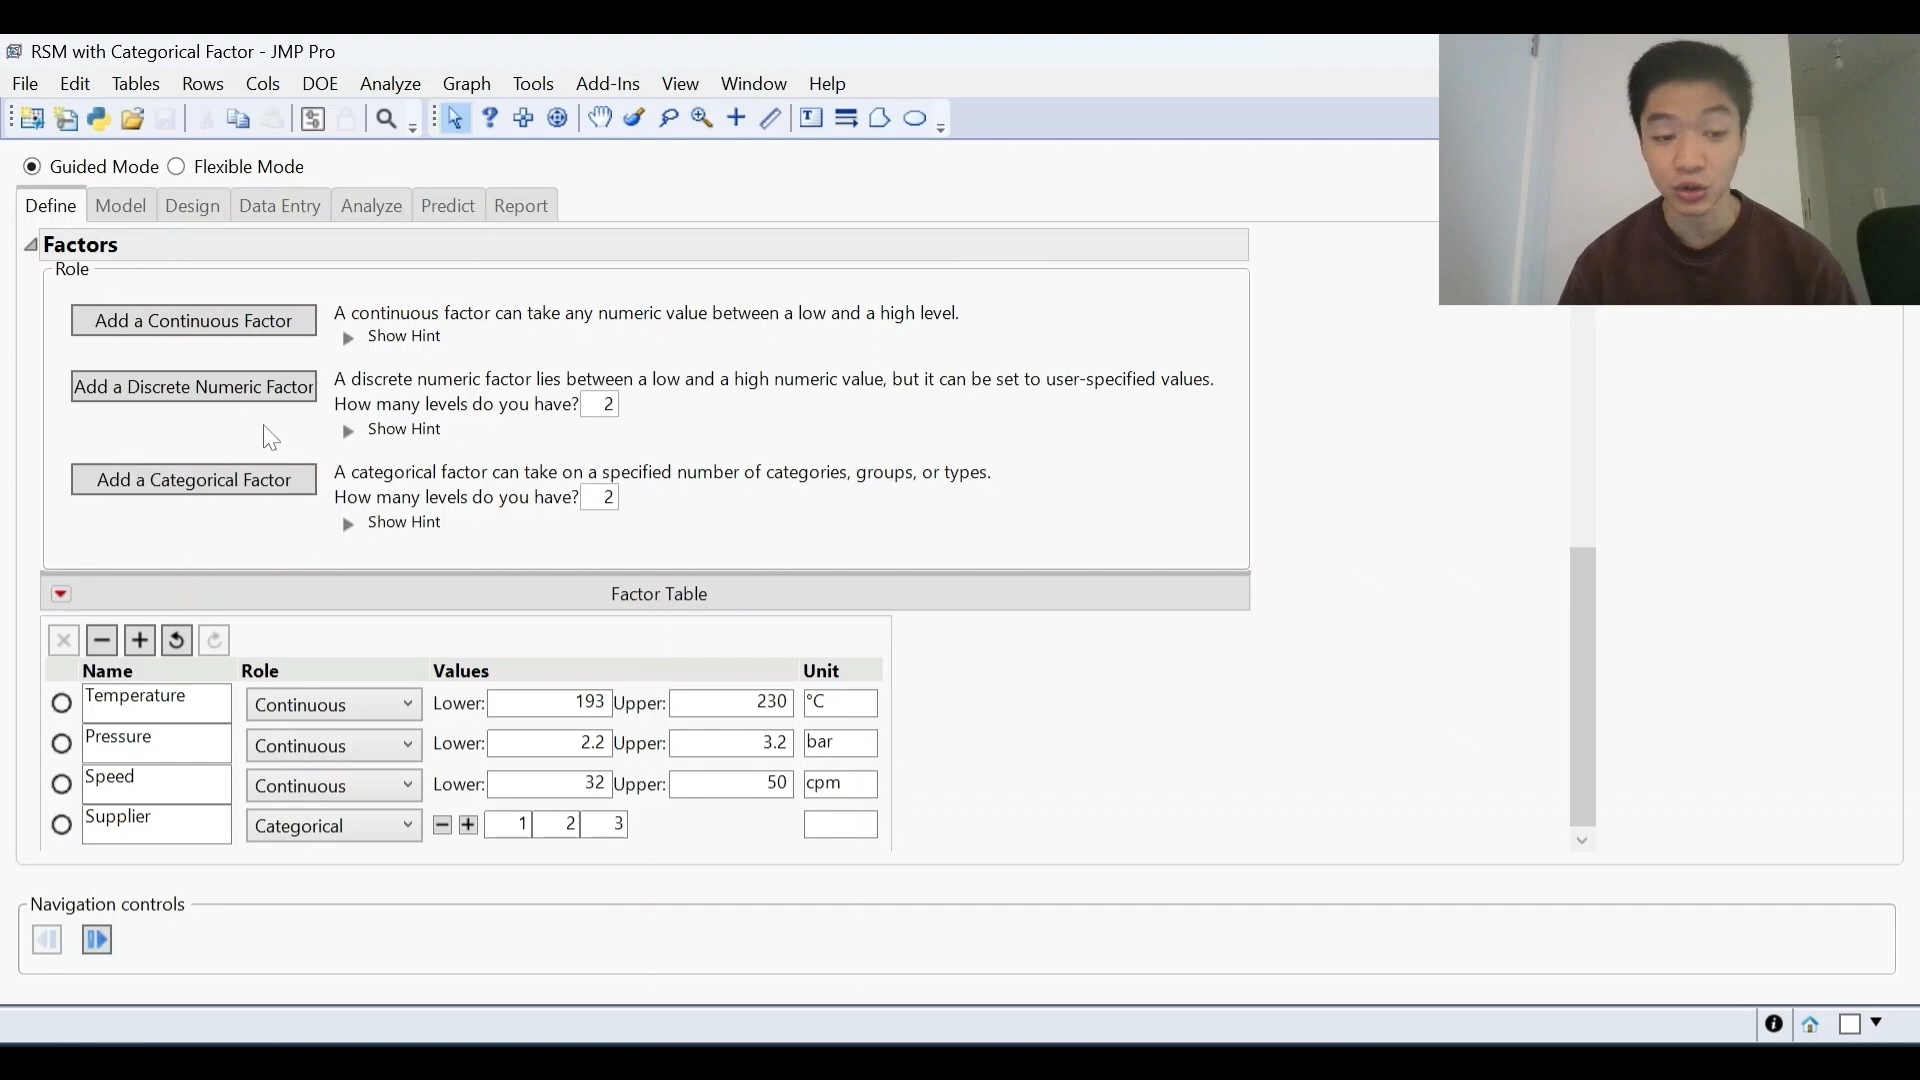 RSM with Categorical Factor - JMP Pro
File Edit Tables Rows Cols DOE Analyze Graph Tools Add-Ins View Window Help
Guided Mode Flexible Mode
Define Model Design Data Entry Analyze Predict Report
Factors
Role
Add a Continuous Factor A continuous factor can take any numeric value between a low and a high level.
Show Hint
Add a Discrete Numeric Factor A discrete numeric factor lies between a low and a high numeric value, but it can be set to user-specified values.
How many levels do you have? 2
Show Hint
Add a Categorical Factor A categorical factor can take on a specified number of categories, groups, or types.
How many levels do you have? 2
Show Hint
Factor Table
Name Role Values Unit
Temperature Continuous Lower: 193 Upper: 230 °C
Pressure Continuous Lower: 2.2 Upper: 3.2 bar
Speed Continuous Lower: 32 Upper: 50 cpm
Supplier Categorical 1 2 3
Navigation controls